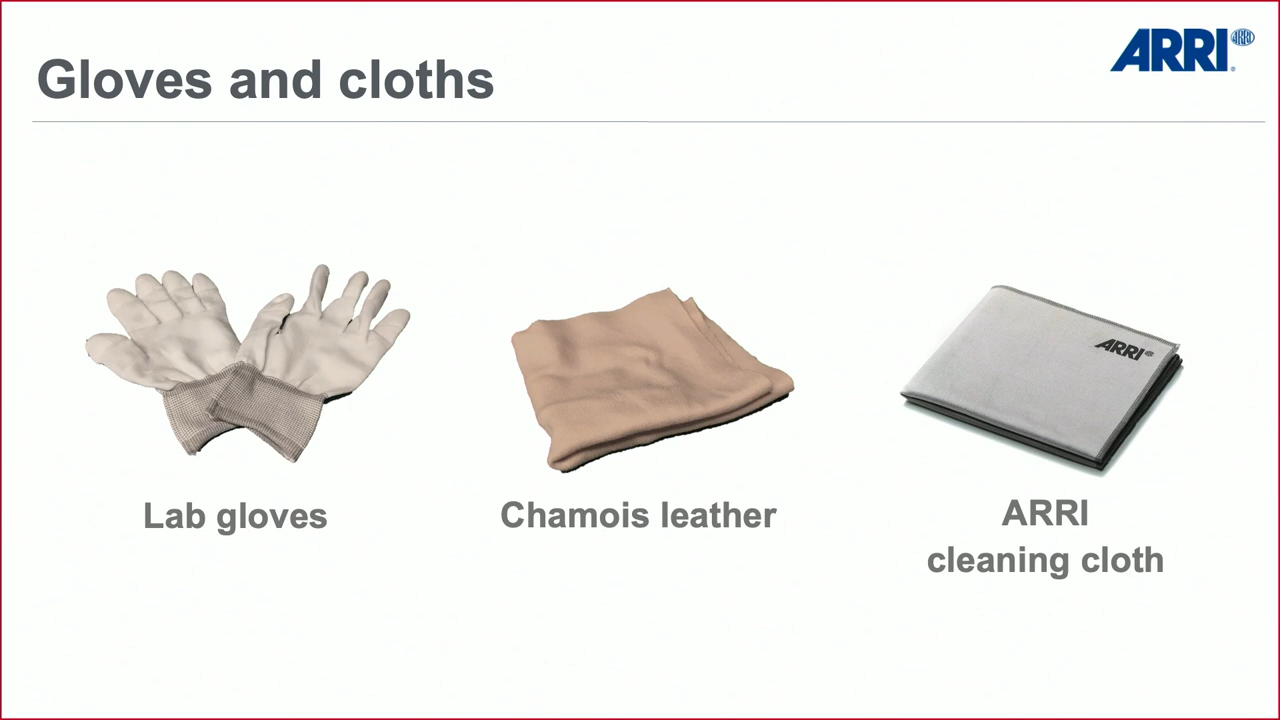 Gloves and cloths
ARRI
ARRI
Lab gloves
Chamois leather
ARRI
cleaning cloth